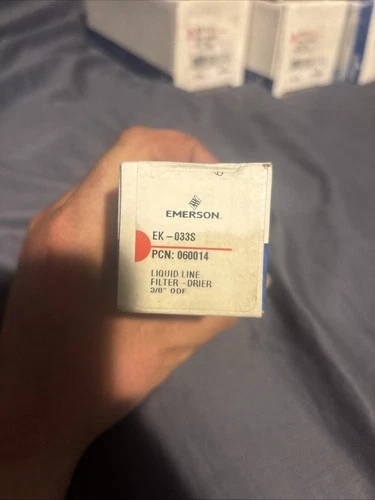 EMERSON
EK-033S
PCN: 060014
LIQUID LINE
FILTER-DRIER
3/8" ODF